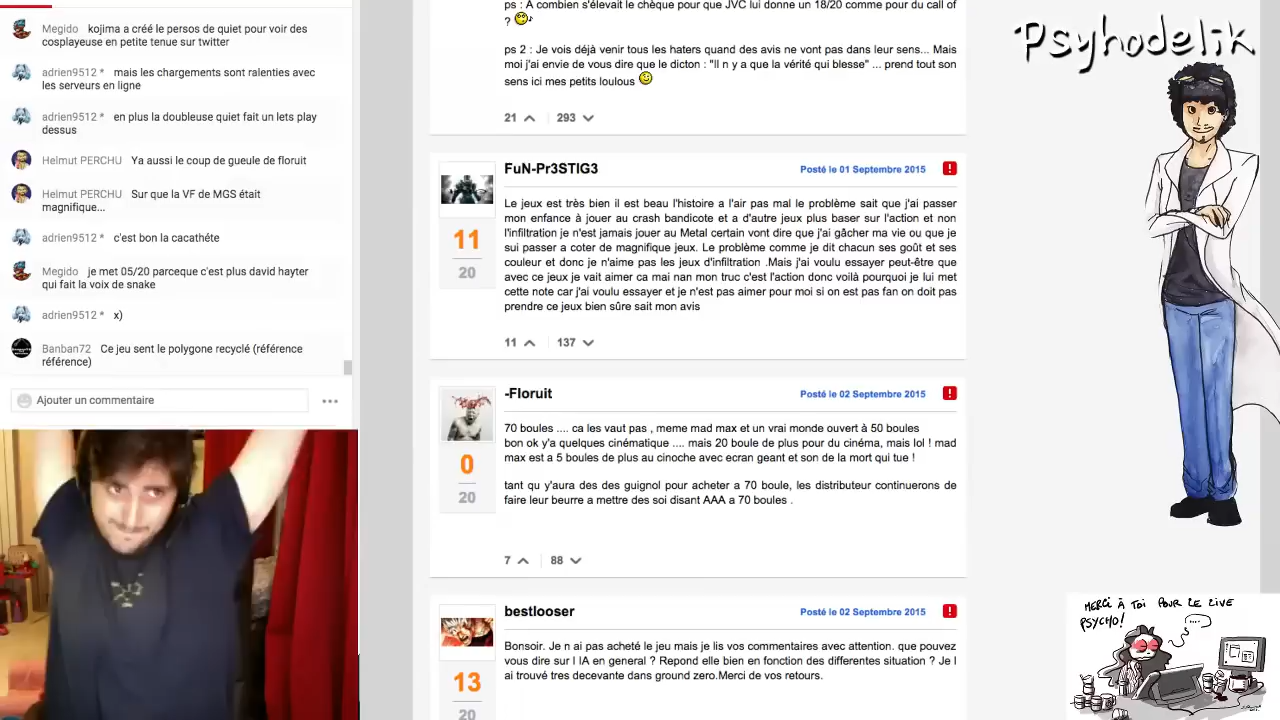 Megido kojima a créé le persos de quiet pour voir des
cosplayeuse en petite tenue sur twitter
adrien9512 * mais les chargements sont ralenties avec
les serveurs en ligne
adrien9512 * en plus la doubleuse quiet fait un lets play
dessus
Helmut PERCHU Ya aussi le coup de gueule de floruit
Helmut PERCHU Sur que la VF de MGS était
magnifique...
adrien9512 * c'est bon la cacathéte
Megido je met 05/20 parceque c'est plus david hayter
qui fait la voix de snake
adrien9512 * x)
Banban72 Ce jeu sent le polygone recyclé (référence
référence)
Ajouter un commentaire
ps : A combien s'élevait le chèque pour que JVC lui donne un 18/20 comme pour du call of
?
ps 2 : Je vois déjà venir tous les haters quand des avis ne vont pas dans leur sens... Mais
moi j'ai envie de vous dire que le dicton : "Il n y a que la vérité qui blesse" ... prend tout son
sens ici mes petits loulous
21 293
FuN-Pr3STIG3 Posté le 01 Septembre 2015
11
20
Le jeux est très bien il est beau l'histoire a l'air pas mal le problème sait que j'ai passer
mon enfance à jouer au crash bandicote et a d'autre jeux plus baser sur l'action et non
l'infiltration je n'est jamais jouer au Metal certain vont dire que j'ai gâcher ma vie ou que je
sui passer a coter de magnifique jeux. Le problème comme je dit chacun ses goût et ses
couleur et donc je n'aime pas les jeux d'infiltration .Mais j'ai voulu essayer peut-être que
avec ce jeux je vait aimer ca mai nan mon truc c'est l'action donc voilà pourquoi je lui met
cette note car j'ai voulu essayer et je n'est pas aimer pour moi si on est pas fan on doit pas
prendre ce jeux bien sûre sait mon avis
11 137
-Floruit Posté le 02 Septembre 2015
0
20
70 boules .... ca les vaut pas , meme mad max et un vrai monde ouvert à 50 boules
bon ok y'a quelques cinématique .... mais 20 boule de plus pour du cinéma, mais lol ! mad
max est a 5 boules de plus au cinoche avec ecran geant et son de la mort qui tue !
tant qu y'aura des des guignol pour acheter a 70 boule, les distributeur continuerons de
faire leur beurre a mettre des soi disant AAA a 70 boules .
7 88
bestlooser Posté le 02 Septembre 2015
13
20
Bonsoir. Je n ai pas acheté le jeu mais je lis vos commentaires avec attention. que pouvez
vous dire sur l IA en general ? Repond elle bien en fonction des differentes situation ? Je l
ai trouvé tres decevante dans ground zero.Merci de vos retours.
Psyhodelik
MERCI À TOI POUR LE LIVE
PSYCHO!
(...)